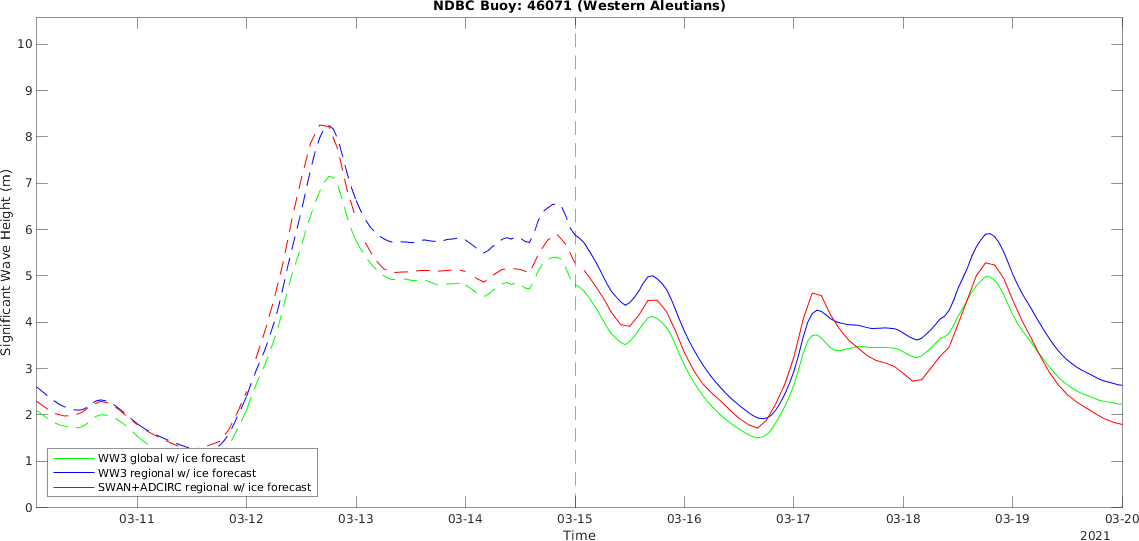 NDBC Buoy: 46071 (Western Aleutians)
Significant Wave Height (m)
10
9
8
7
6
5
4
3
2
1
0
WW3 global w/ ice forecast
WW3 regional w/ ice forecast
SWAN+ADCIRC regional w/ ice forecast
03-11 03-12 03-13 03-14 03-15 03-16 03-17 03-18 03-19 03-20
Time
2021